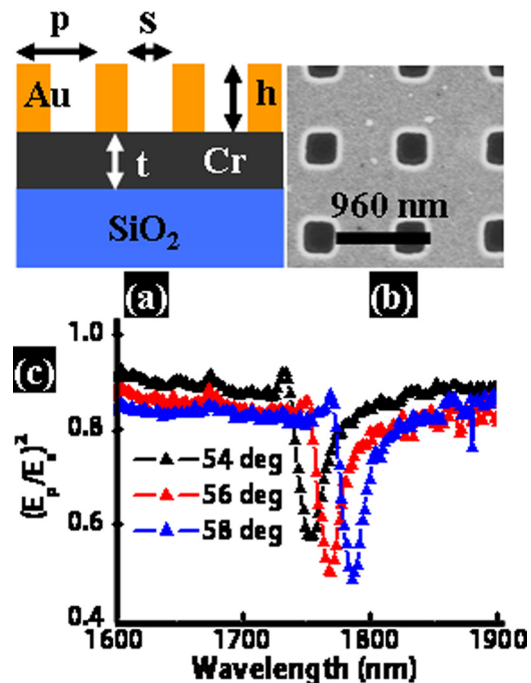 p s
Au h
t Cr
SiO2
960 nm
(a) (b)
(c)
1.0
0.8
0.6
0.4
(Ep/Es)²
54 deg
56 deg
58 deg
1600 1700 1800 1900
Wavelength (nm)